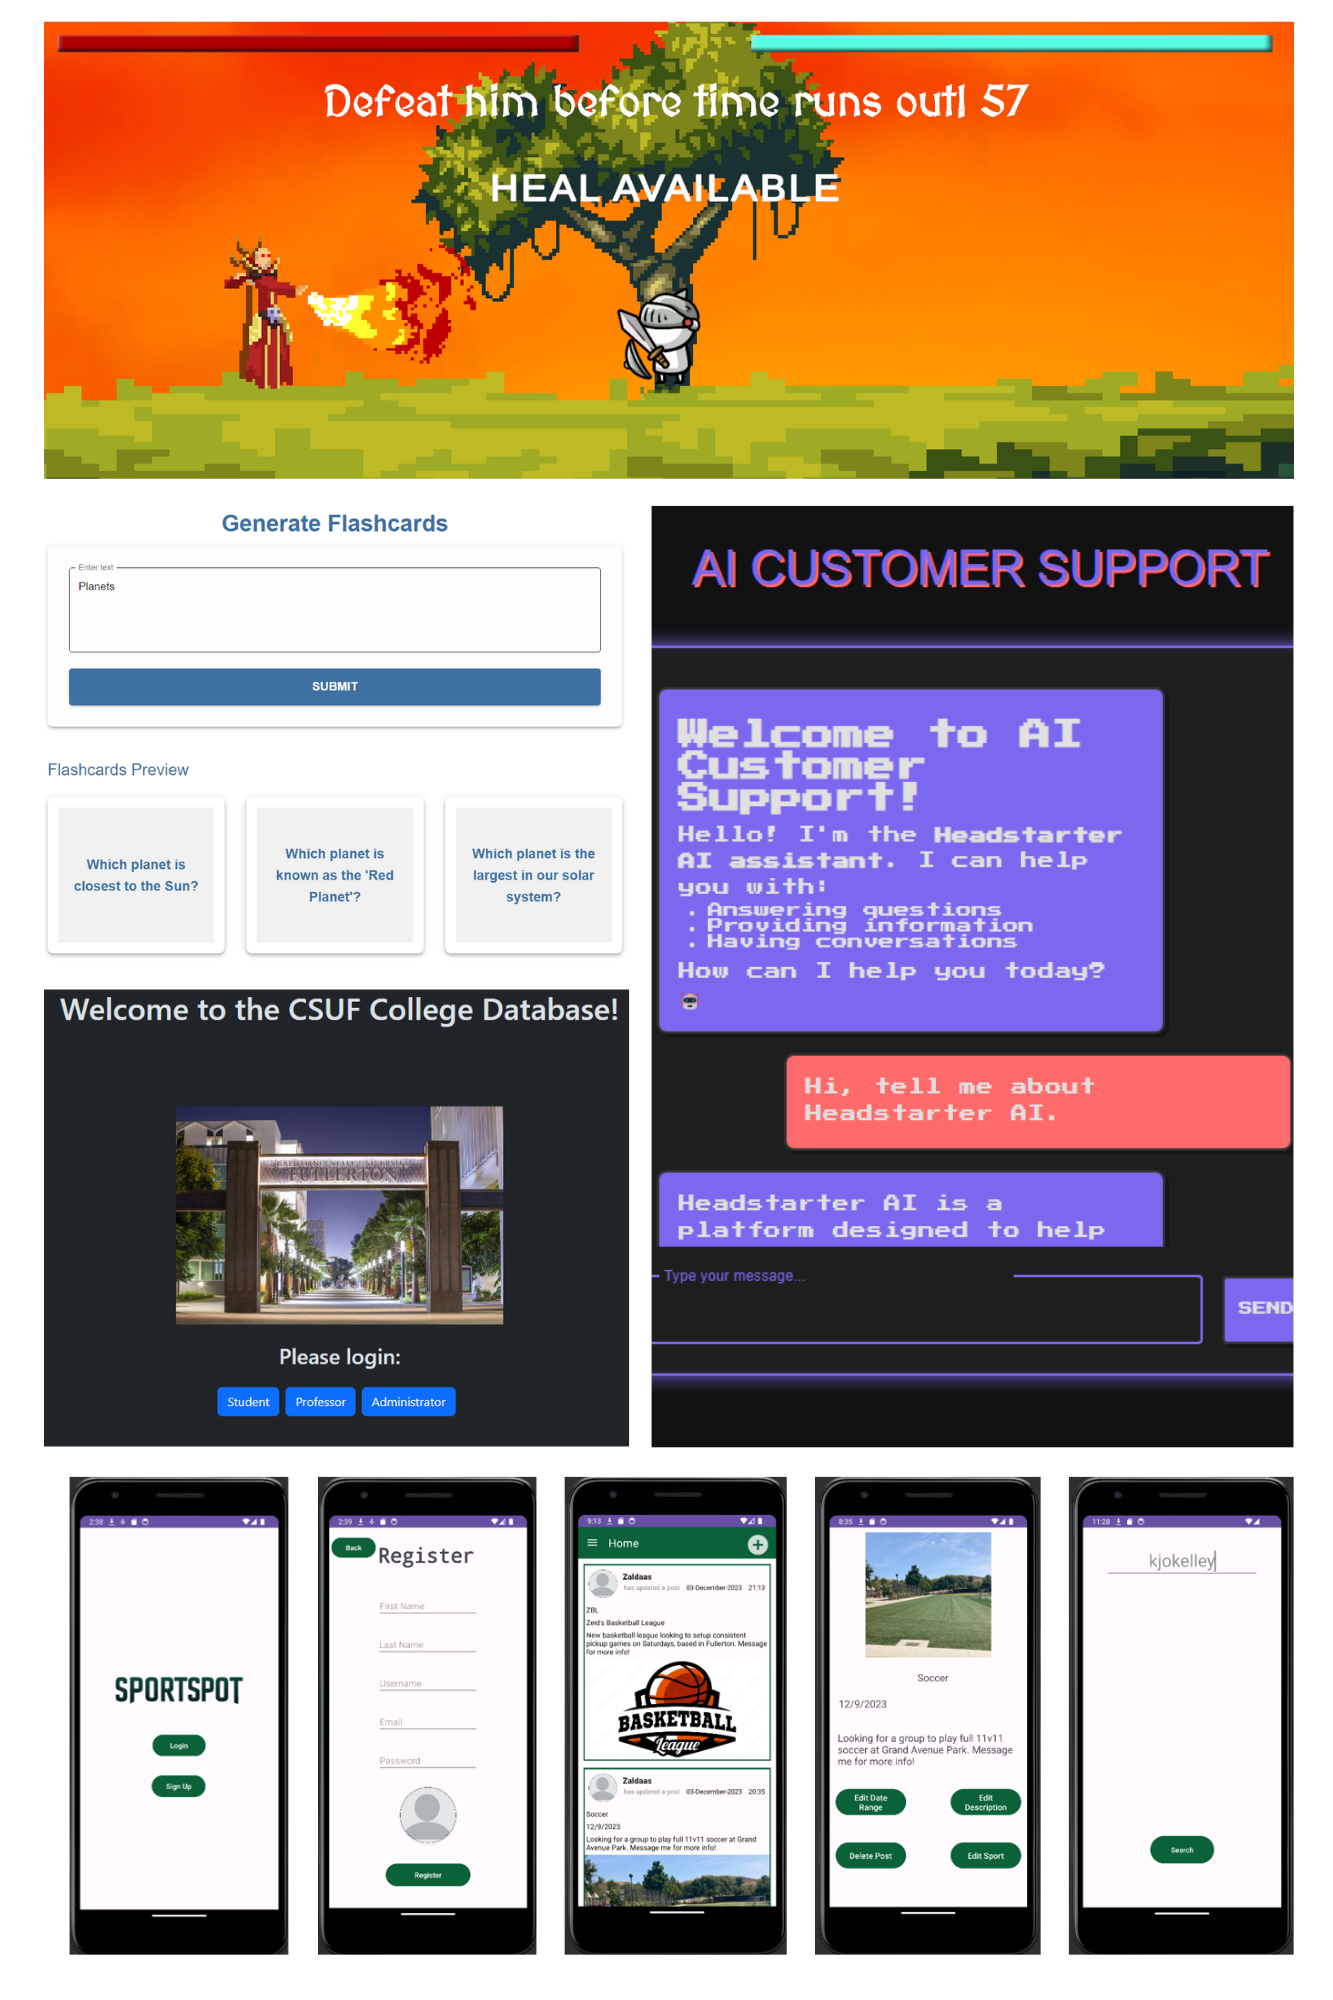 Defeat him before time runs out! 57
HEAL AVAILABLE
Generate Flashcards
Enter text
Planets
SUBMIT
Flashcards Preview
Which planet is
closest to the Sun?
Which planet is
known as the 'Red
Planet'?
Which planet is the
largest in our solar
system?
AI CUSTOMER SUPPORT
Welcome to AI
Customer
Support!
Hello! I'm the Headstarter
AI assistant. I can help
you with:
• Answering questions
• Providing information
• Having conversations
How can I help you today?
Hi, tell me about
Headstarter AI.
Headstarter AI is a
platform designed to help
Type your message...
SEND
Welcome to the CSUF College Database!
CALIFORNIA STATE UNIVERSITY
FULLERTON
Please login:
Student
Professor
Administrator
2:38
SPORTSPOT
Login
Sign Up
2:39
Back
Register
First Name
Last Name
Username
Email
Password
Register
9:13
Home
Zaldaas
has updated a post 03-December-2023 21:13
ZBL
Zeid's Basketball League
New basketball league looking to setup consistent
pickup games on Saturdays, based in Fullerton. Message
for more info!
BASKETBALL
League
Zaldaas
has updated a post 03-December-2023 20:35
Soccer
12/9/2023
Looking for a group to play full 11v11 soccer at Grand
Avenue Park. Message me for more info!
8:35
Soccer
12/9/2023
Looking for a group to play full 11v11
soccer at Grand Avenue Park. Message
me for more info!
Edit Date
Range
Edit
Description
Delete Post
Edit Sport
11:28
kjokelley
Search